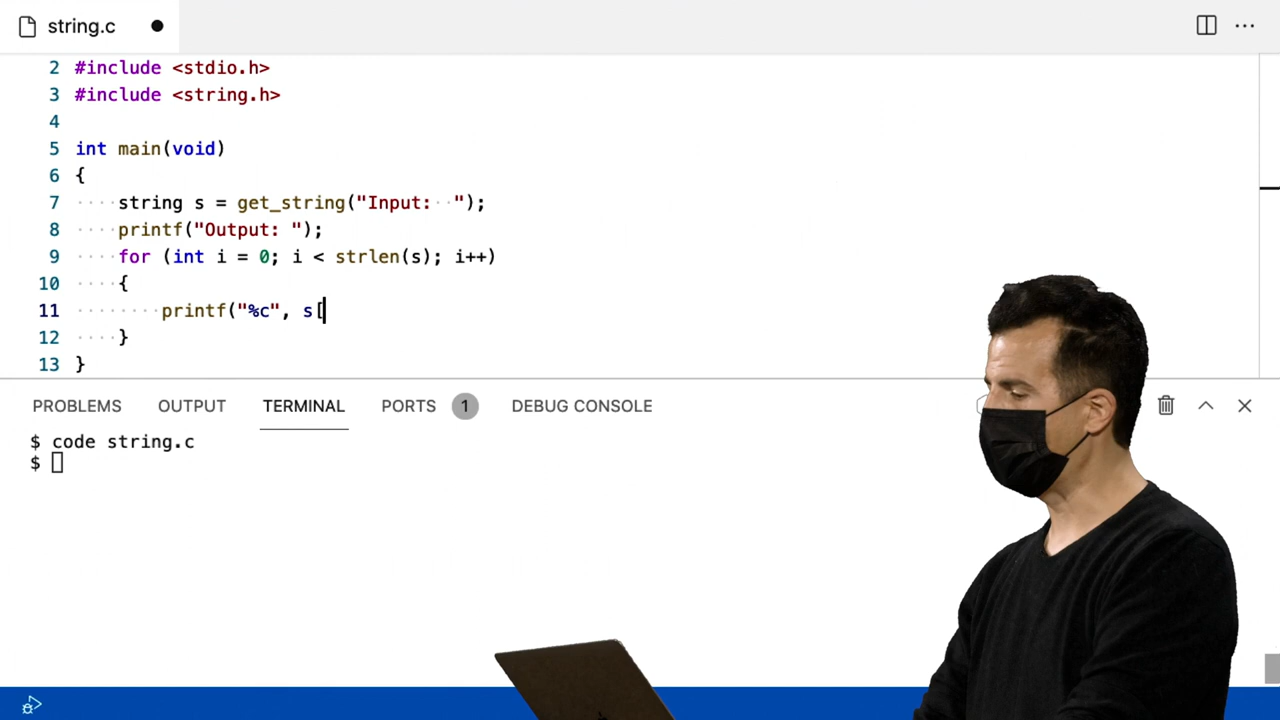 string.c
2 #include <stdio.h>
3 #include <string.h>
4
5 int main(void)
6 {
7 string s = get_string("Input:  ");
8 printf("Output: ");
9 for (int i = 0; i < strlen(s); i++)
10 {
11 printf("%c", s[
12 }
13 }
PROBLEMS OUTPUT TERMINAL PORTS 1 DEBUG CONSOLE
$ code string.c
$